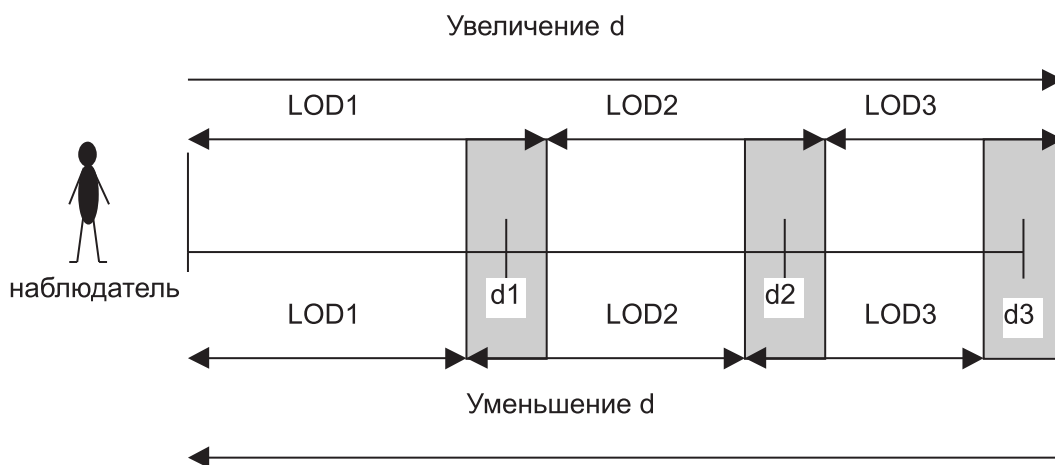 Увеличение d
LOD1 LOD2 LOD3
наблюдатель
d1 d2 d3
LOD1 LOD2 LOD3
Уменьшение d